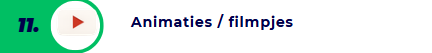 11. Animaties / filmpjes